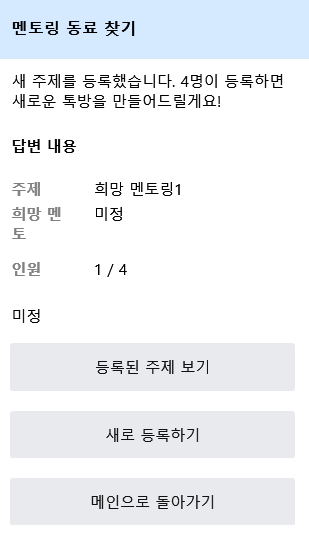 멘토링 동료 찾기
새 주제를 등록했습니다. 4명이 등록하면
새로운 톡방을 만들어드릴게요!
답변 내용
주제 희망 멘토링1
희망 멘 미정
토
인원 1 / 4
미정
등록된 주제 보기
새로 등록하기
메인으로 돌아가기